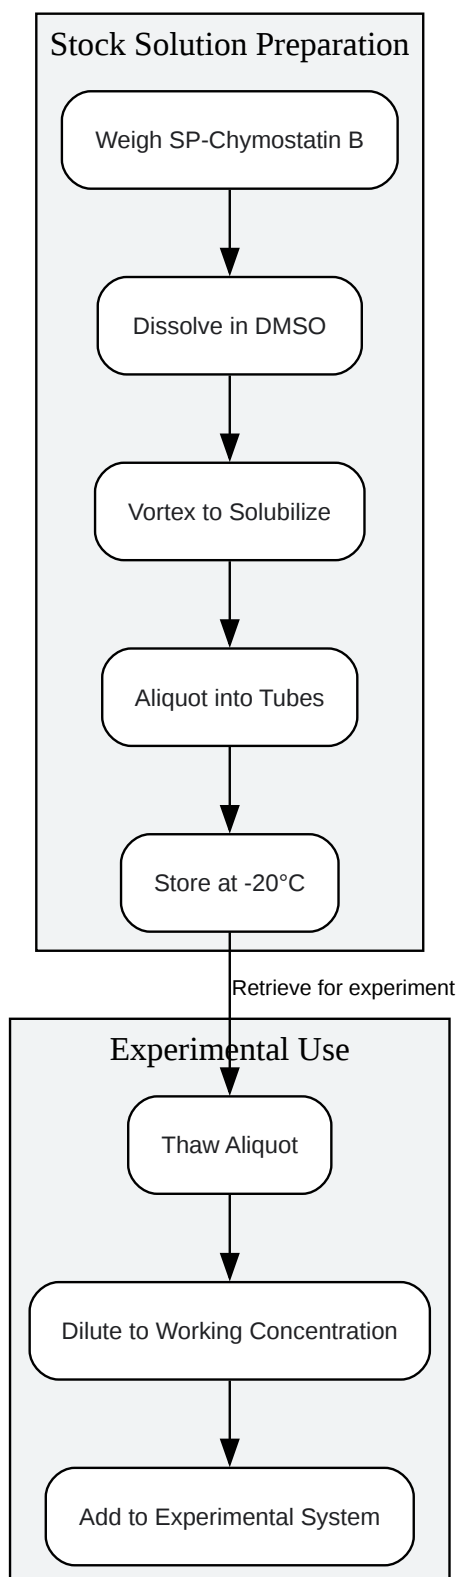 Stock Solution Preparation
Weigh SP-Chymostatin B
Dissolve in DMSO
Vortex to Solubilize
Aliquot into Tubes
Store at -20°C
Retrieve for experiment
Experimental Use
Thaw Aliquot
Dilute to Working Concentration
Add to Experimental System